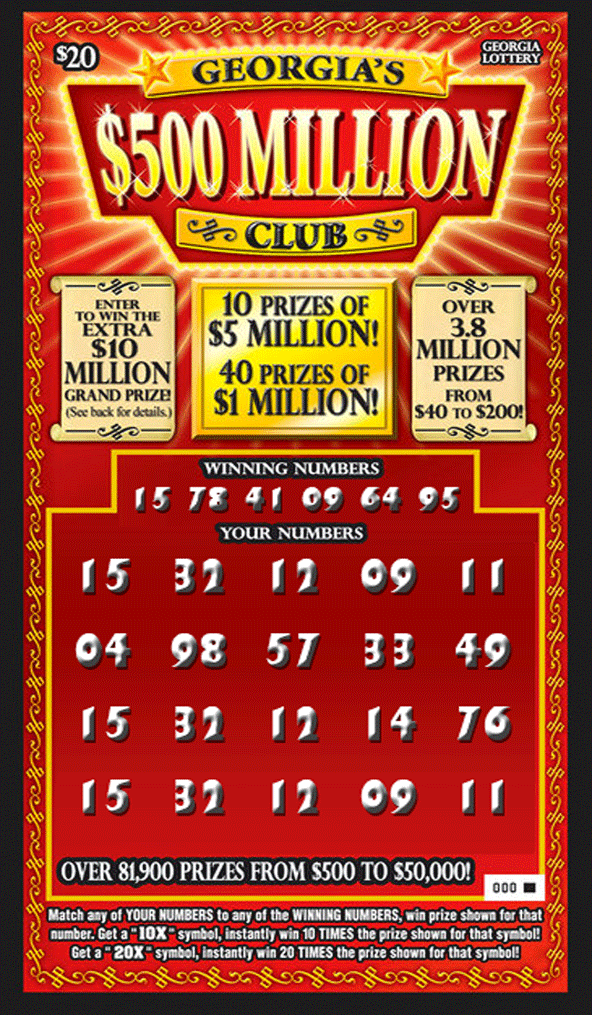 $20
GEORGIA
LOTTERY
GEORGIA'S
$500 MILLION
CLUB
ENTER
TO WIN THE
EXTRA
$10
MILLION
GRAND PRIZE!
(See back for details.)
10 PRIZES OF
$5 MILLION!
40 PRIZES OF
$1 MILLION!
OVER
3.8
MILLION
PRIZES
FROM
$40 TO $200!
WINNING NUMBERS
15 78 41 09 64 95
YOUR NUMBERS
15 32 12 09 11
04 98 57 33 49
15 32 12 14 76
15 32 12 09 11
OVER 81,900 PRIZES FROM $500 TO $50,000!
000
Match any of YOUR NUMBERS to any of the WINNING NUMBERS, win prize shown for that
number. Get a "10X" symbol, instantly win 10 TIMES the prize shown for that symbol!
Get a "20X" symbol, instantly win 20 TIMES the prize shown for that symbol!